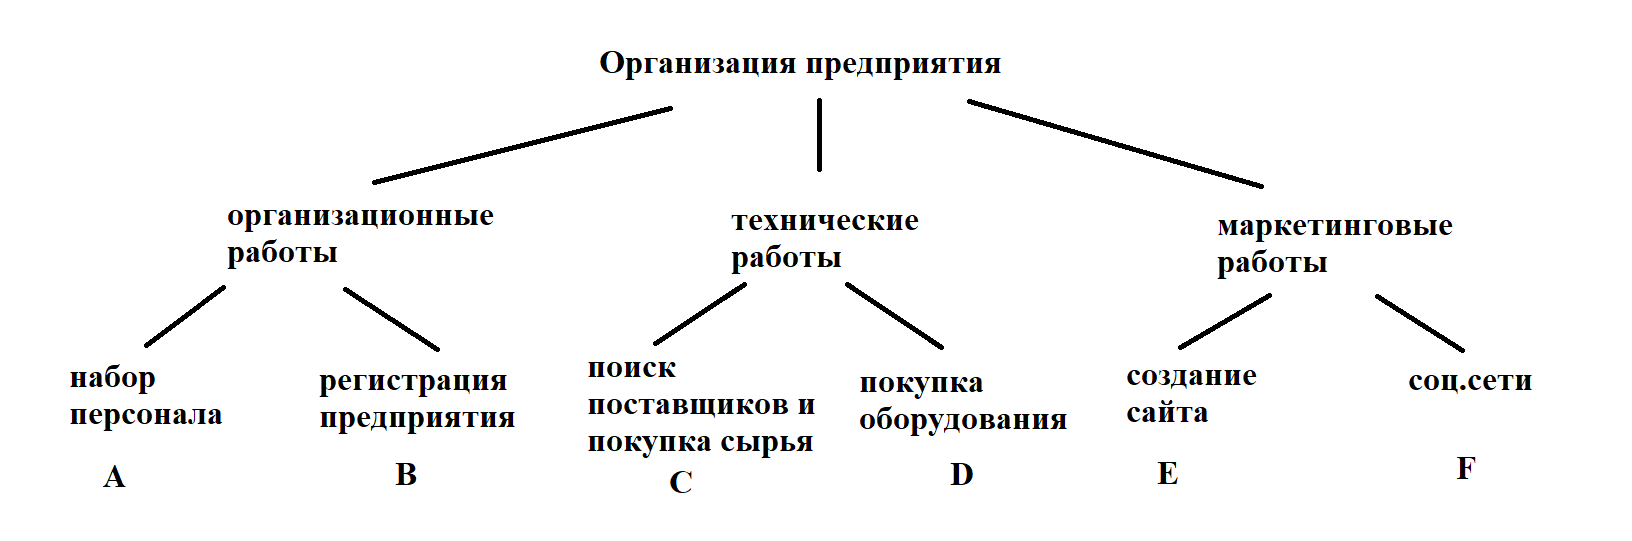 Организация предприятия
организационные
работы
технические
работы
маркетинговые
работы
набор
персонала
регистрация
предприятия
поиск
поставщиков и
покупка сырья
покупка
оборудования
создание
сайта
соц.сети
A
B
C
D
E
F